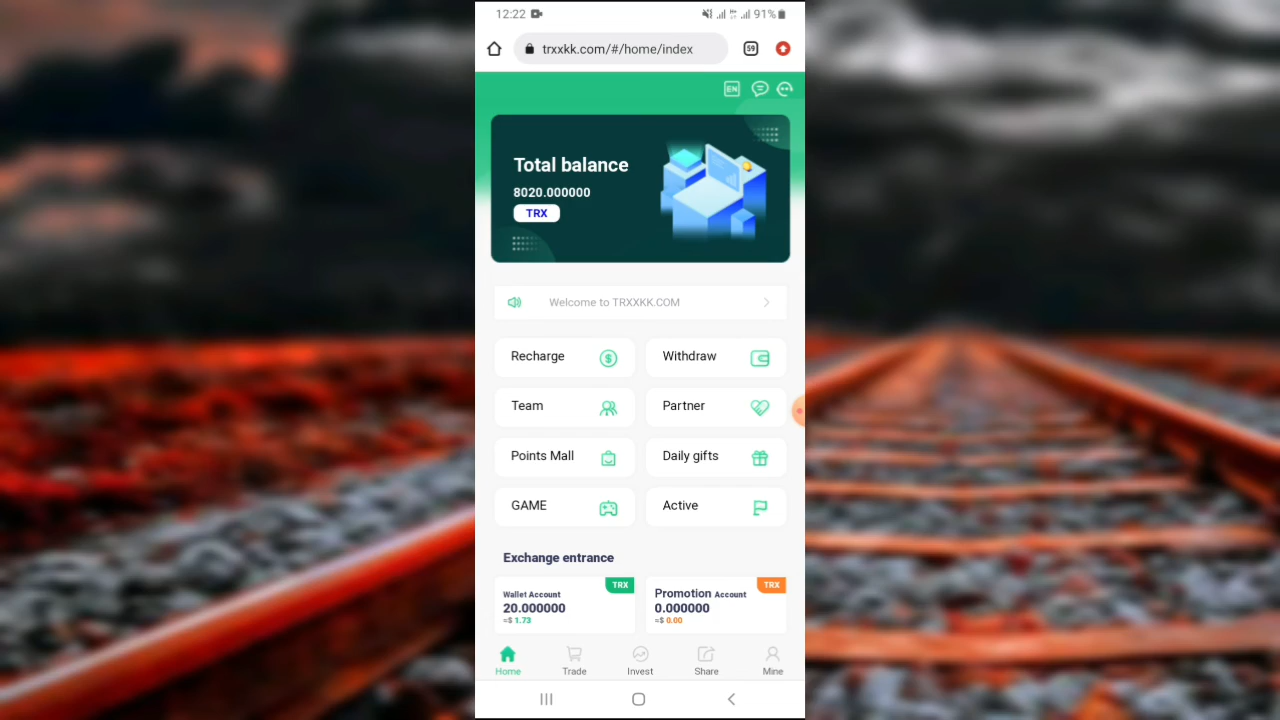 12:22 91%
trxxkk.com/#/home/index 59
EN
Total balance
8020.000000
TRX
Welcome to TRXXKK.COM
Recharge Withdraw
Team Partner
Points Mall Daily gifts
GAME Active
Exchange entrance
TRX TRX
Wallet Account Promotion Account
20.000000 0.000000
≈$ 1.73 ≈$ 0.00
Home Trade Invest Share Mine